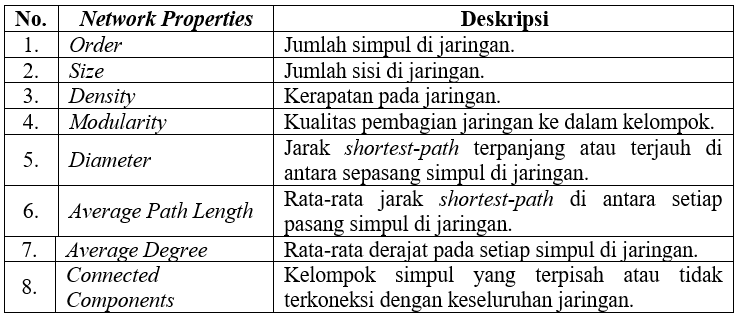 No. Network Properties Deskripsi
1. Order Jumlah simpul di jaringan.
2. Size Jumlah sisi di jaringan.
3. Density Kerapatan pada jaringan.
4. Modularity Kualitas pembagian jaringan ke dalam kelompok.
5. Diameter Jarak shortest-path terpanjang atau terjauh di
antara sepasang simpul di jaringan.
6. Average Path Length Rata-rata jarak shortest-path di antara setiap
pasang simpul di jaringan.
7. Average Degree Rata-rata derajat pada setiap simpul di jaringan.
8. Connected Components Kelompok simpul yang terpisah atau tidak
terkoneksi dengan keseluruhan jaringan.